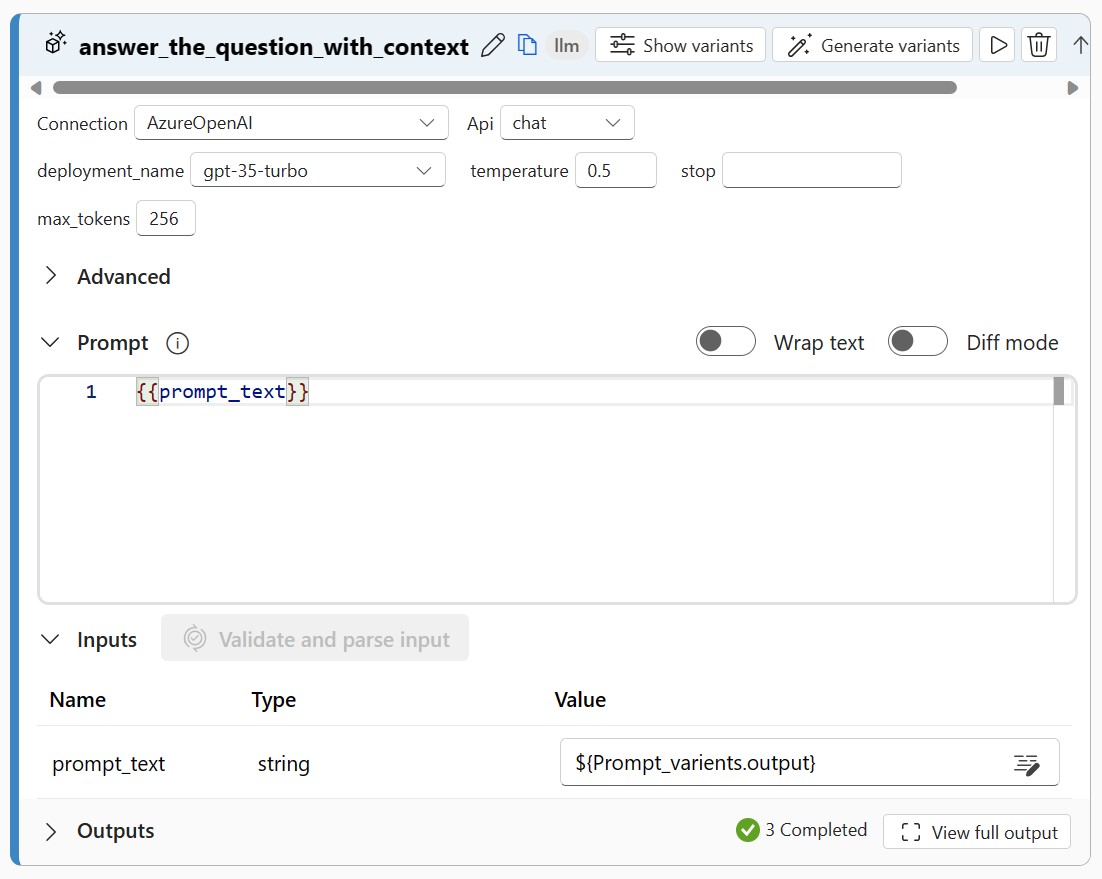 answer_the_question_with_context llm Show variants Generate variants
Connection AzureOpenAI Api chat
deployment_name gpt-35-turbo temperature 0.5 stop
max_tokens 256
Advanced
Prompt Wrap text Diff mode
1 {{prompt_text}}
Inputs Validate and parse input
Name Type Value
prompt_text string ${Prompt_varients.output}
Outputs 3 Completed View full output